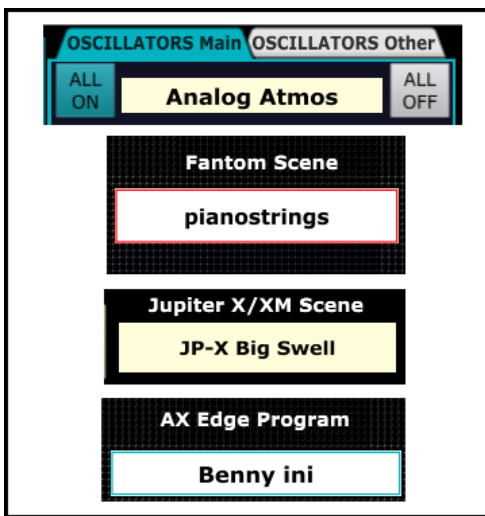 OSCILLATORS Main OSCILLATORS Other
ALL ON Analog Atmos ALL OFF
Fantom Scene
pianostrings
Jupiter X/XM Scene
JP-X Big Swell
AX Edge Program
Benny ini